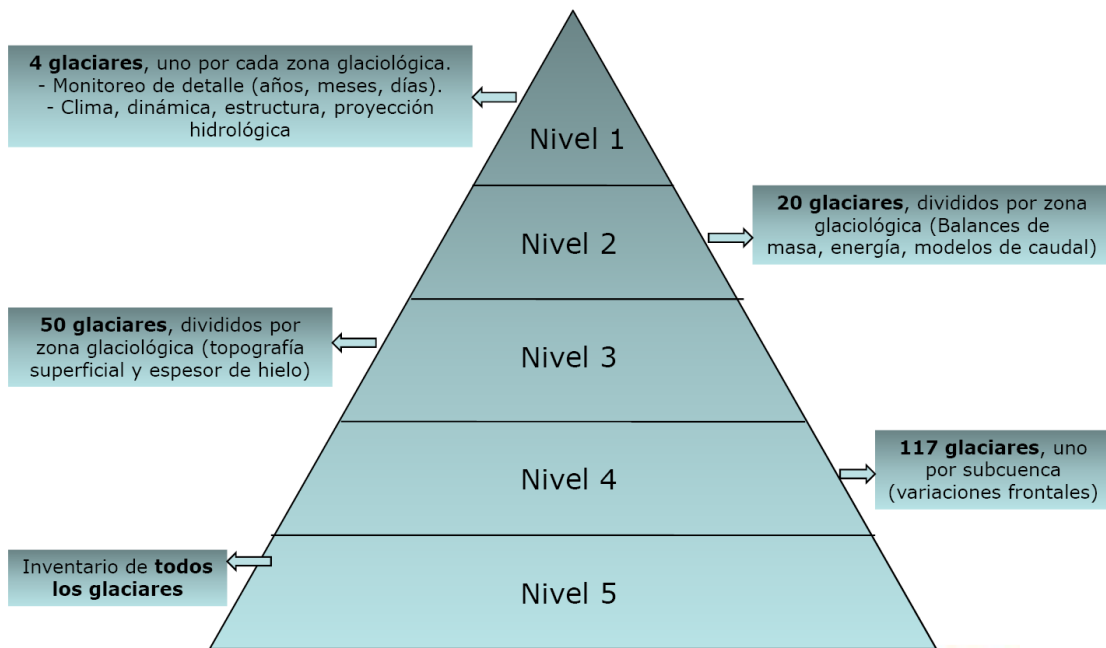 4 glaciares, uno por cada zona glaciológica.
- Monitoreo de detalle (años, meses, días).
- Clima, dinámica, estructura, proyección
hidrológica
Nivel 1
20 glaciares, divididos por zona
glaciológica (Balances de
masa, energía, modelos de caudal)
Nivel 2
50 glaciares, divididos por
zona glaciológica (topografía
superficial y espesor de hielo)
Nivel 3
117 glaciares, uno
por subcuenca
(variaciones frontales)
Nivel 4
Inventario de todos
los glaciares
Nivel 5